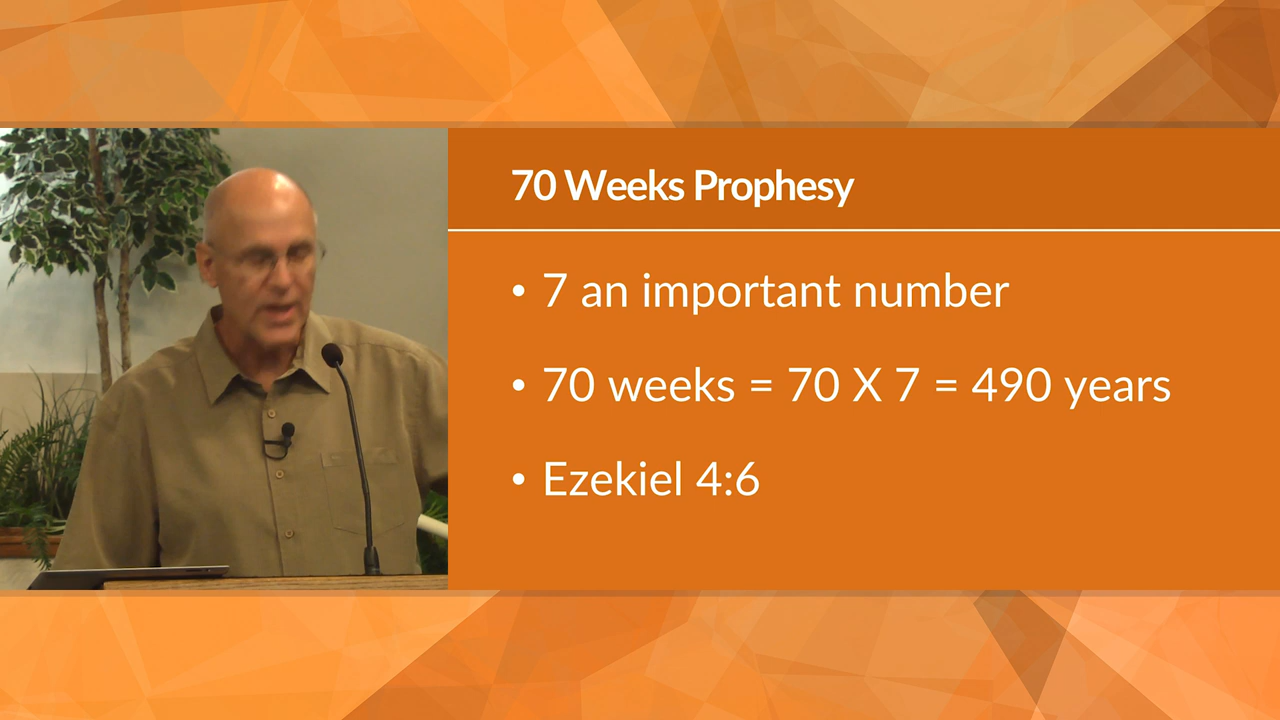 70 Weeks Prophesy
• 7 an important number
• 70 weeks = 70 X 7 = 490 years
• Ezekiel 4:6